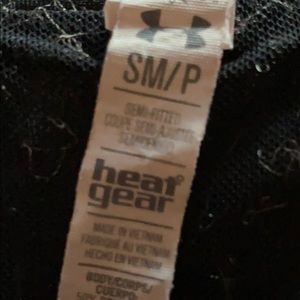 SM/P
SEMI-FITTED
COUPE SEMI-AJUSTÉE
heat
gear
MADE IN VIETNAM
FABRIQUÉ AU VIETNAM
HECHO EN VIETNAM
BODY/CORPS/
CUERPO: